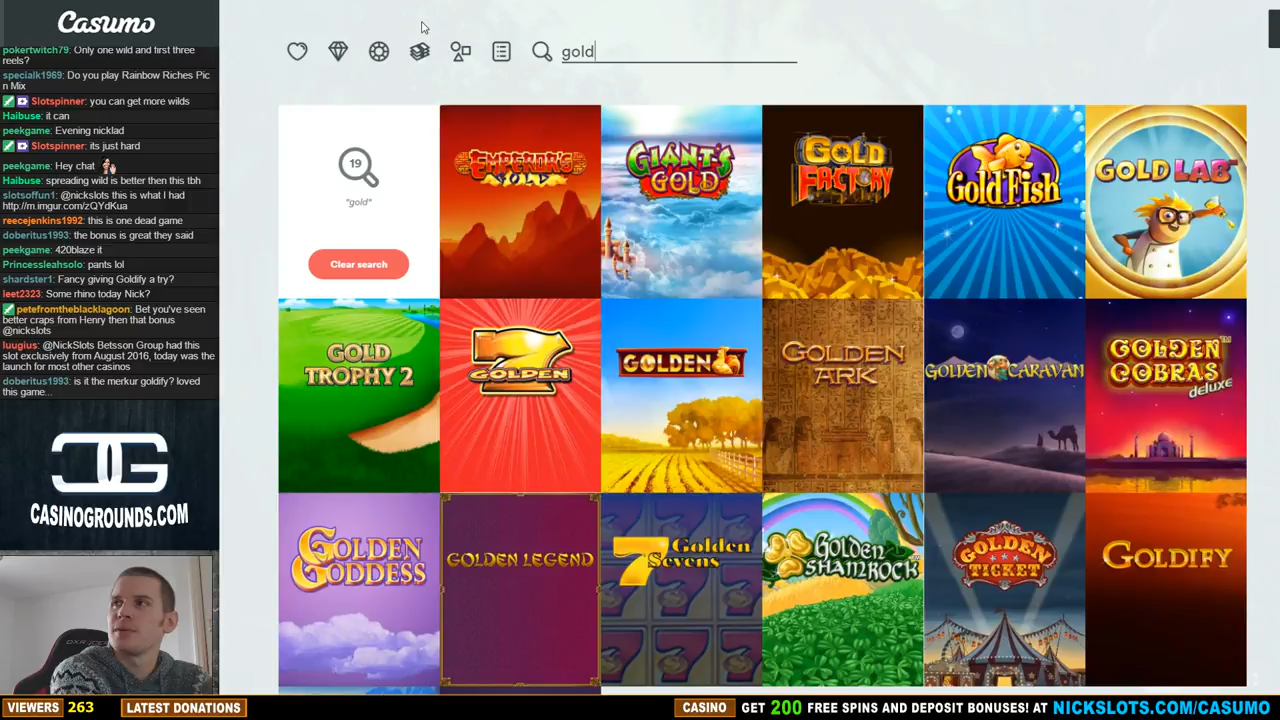 Casumo
pokertwitch79: Only one wild and first three
reels?
specialk1969: Do you play Rainbow Riches Pic
n Mix
Slotspinner: you can get more wilds
Haibuse: it can
peekgame: Evening nicklad
Slotspinner: its just hard
peekgame: Hey chat
Haibuse: spreading wild is better then this tbh
slotsoffun1: @nickslots this is what I had
http://m.imgur.com/zQYdKua
reecejenkins1992: this is one dead game
doberitus1993: the bonus is great they said
peekgame: 420blaze it
Princessleahsolo: pants lol
shardster1: Fancy giving Goldify a try?
leet2323: Some rhino today Nick?
petefromtheblacklagoon: Bet you've seen
better craps from Henry then that bonus
@nickslots
luugius: @NickSlots Betsson Group had this
slot exclusively from August 2016, today was the
launch for most other casinos
doberitus1993: is it the merkur goldify? loved
this game...
CASINOGROUNDS.COM
gold
19
"gold"
Clear search
EMPEROR'S
GOLD
GIANT'S
GOLD
GOLD
FACTORY
Gold Fish
GOLD LAB™
GOLD
TROPHY 2
7
GOLDEN
GOLDEN
GOLDEN
ARK
GOLDEN CARAVAN
GOLDEN™
COBRAS
deluxe
GOLDEN
GODDESS
GOLDEN LEGEND
7 Golden
Sevens
Golden
SHAMROCK
GOLDEN
TICKET
GOLDIFY
VIEWERS 263
LATEST DONATIONS
CASINO
GET 200 FREE SPINS AND DEPOSIT BONUSES! AT NICKSLOTS.COM/CASUMO